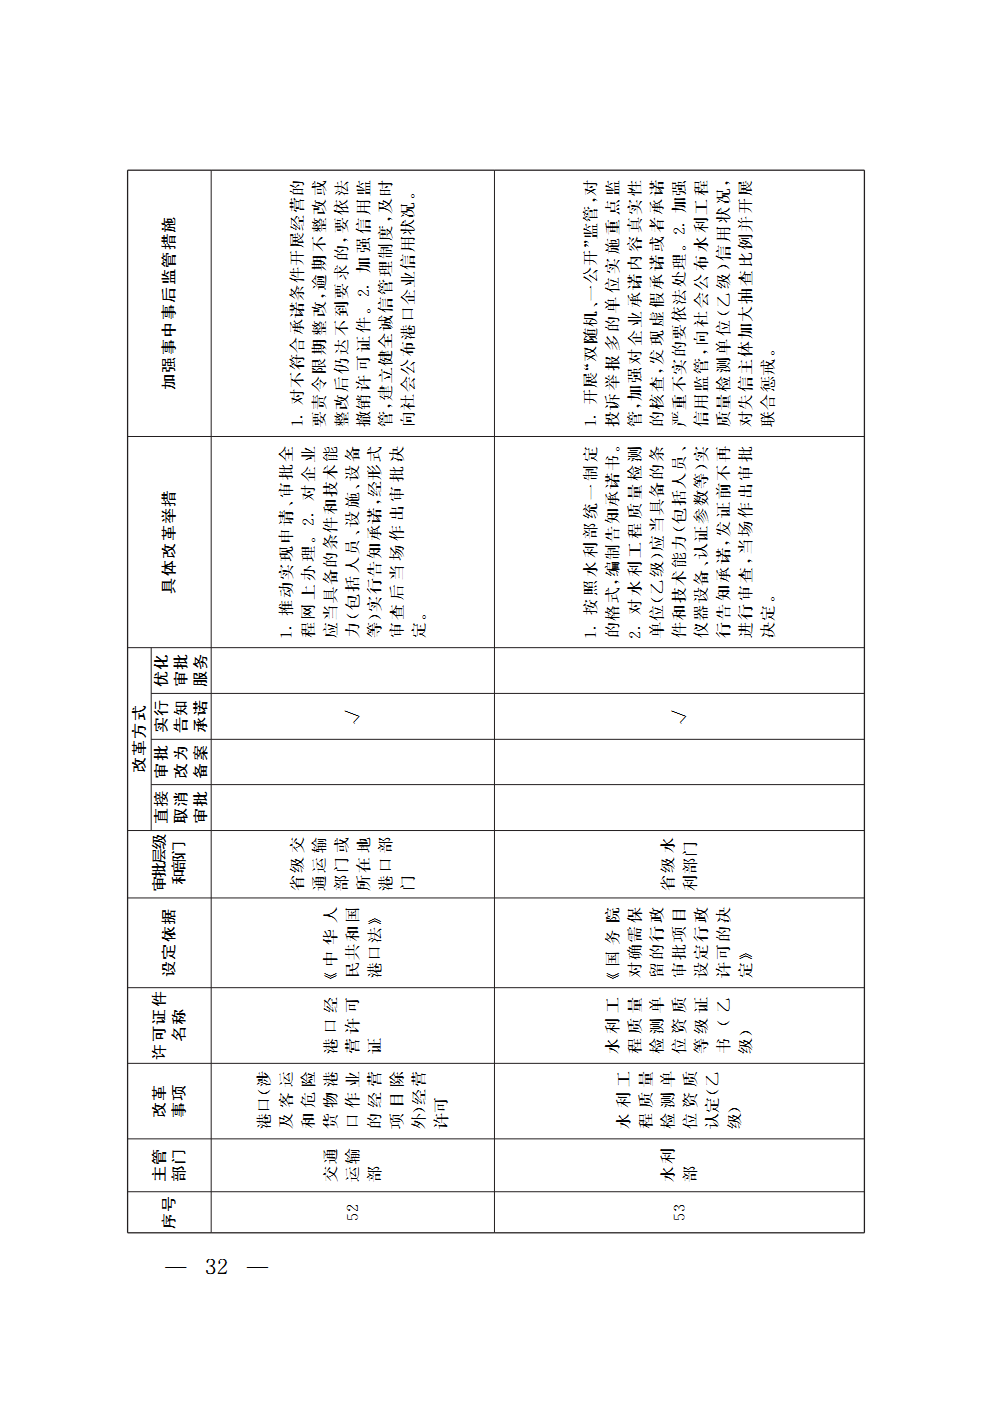 序号
主管
部门
改革
事项
许可证件
名称
设定依据
审批层级
和部门
改革方式
直接
取消
审批
审批
改为
备案
实行
告知
承诺
优化
审批
服务
具体改革举措
加强事中事后监管措施
52
交通
运输
部
港口(涉
及客运
和危险
货物港
口作业
的经营
项目除
外)经营
许可
港口经
营许可
证
《中华人
民共和国
港口法》
省级交
通运输
部门或
所在地
港口部
门
√
1. 推动实现申请、审批全
程网上办理。2. 对企业
应当具备的条件和技术能
力(包括人员、设施、设备
等)实行告知承诺,经形式
审查后当场作出审批决
定。
1. 对不符合承诺条件开展经营的
要责令限期整改,逾期不整改或
整改后仍达不到要求的,要依法
撤销许可证件。2. 加强信用监
管,建立健全诚信管理制度,及时
向社会公布港口企业信用状况。
53
水利
部
水利工
程质量
检测单
位资质
认定(乙
级)
水利工
程质量
检测单
位资质
等级证
书(乙
级)
《国务院
对确需保
留的行政
审批项目
设定行政
许可的决
定》
省级水
利部门
√
1. 按照水利部统一制定
的格式,编制告知承诺书。
2. 对水利工程质量检测
单位(乙级)应当具备的条
件和技术能力(包括人员、
仪器设备、认证参数等)实
行告知承诺,发证前不再
进行审查,当场作出审批
决定。
1. 开展“双随机、一公开”监管,对
投诉举报多的单位实施重点监
管,加强对企业承诺内容真实性
的核查,发现虚假承诺或者承诺
严重不实的要依法处理。2. 加强
信用监管,向社会公布水利工程
质量检测单位(乙级)信用状况,
对失信主体加大抽查比例并开展
联合惩戒。
— 32 —